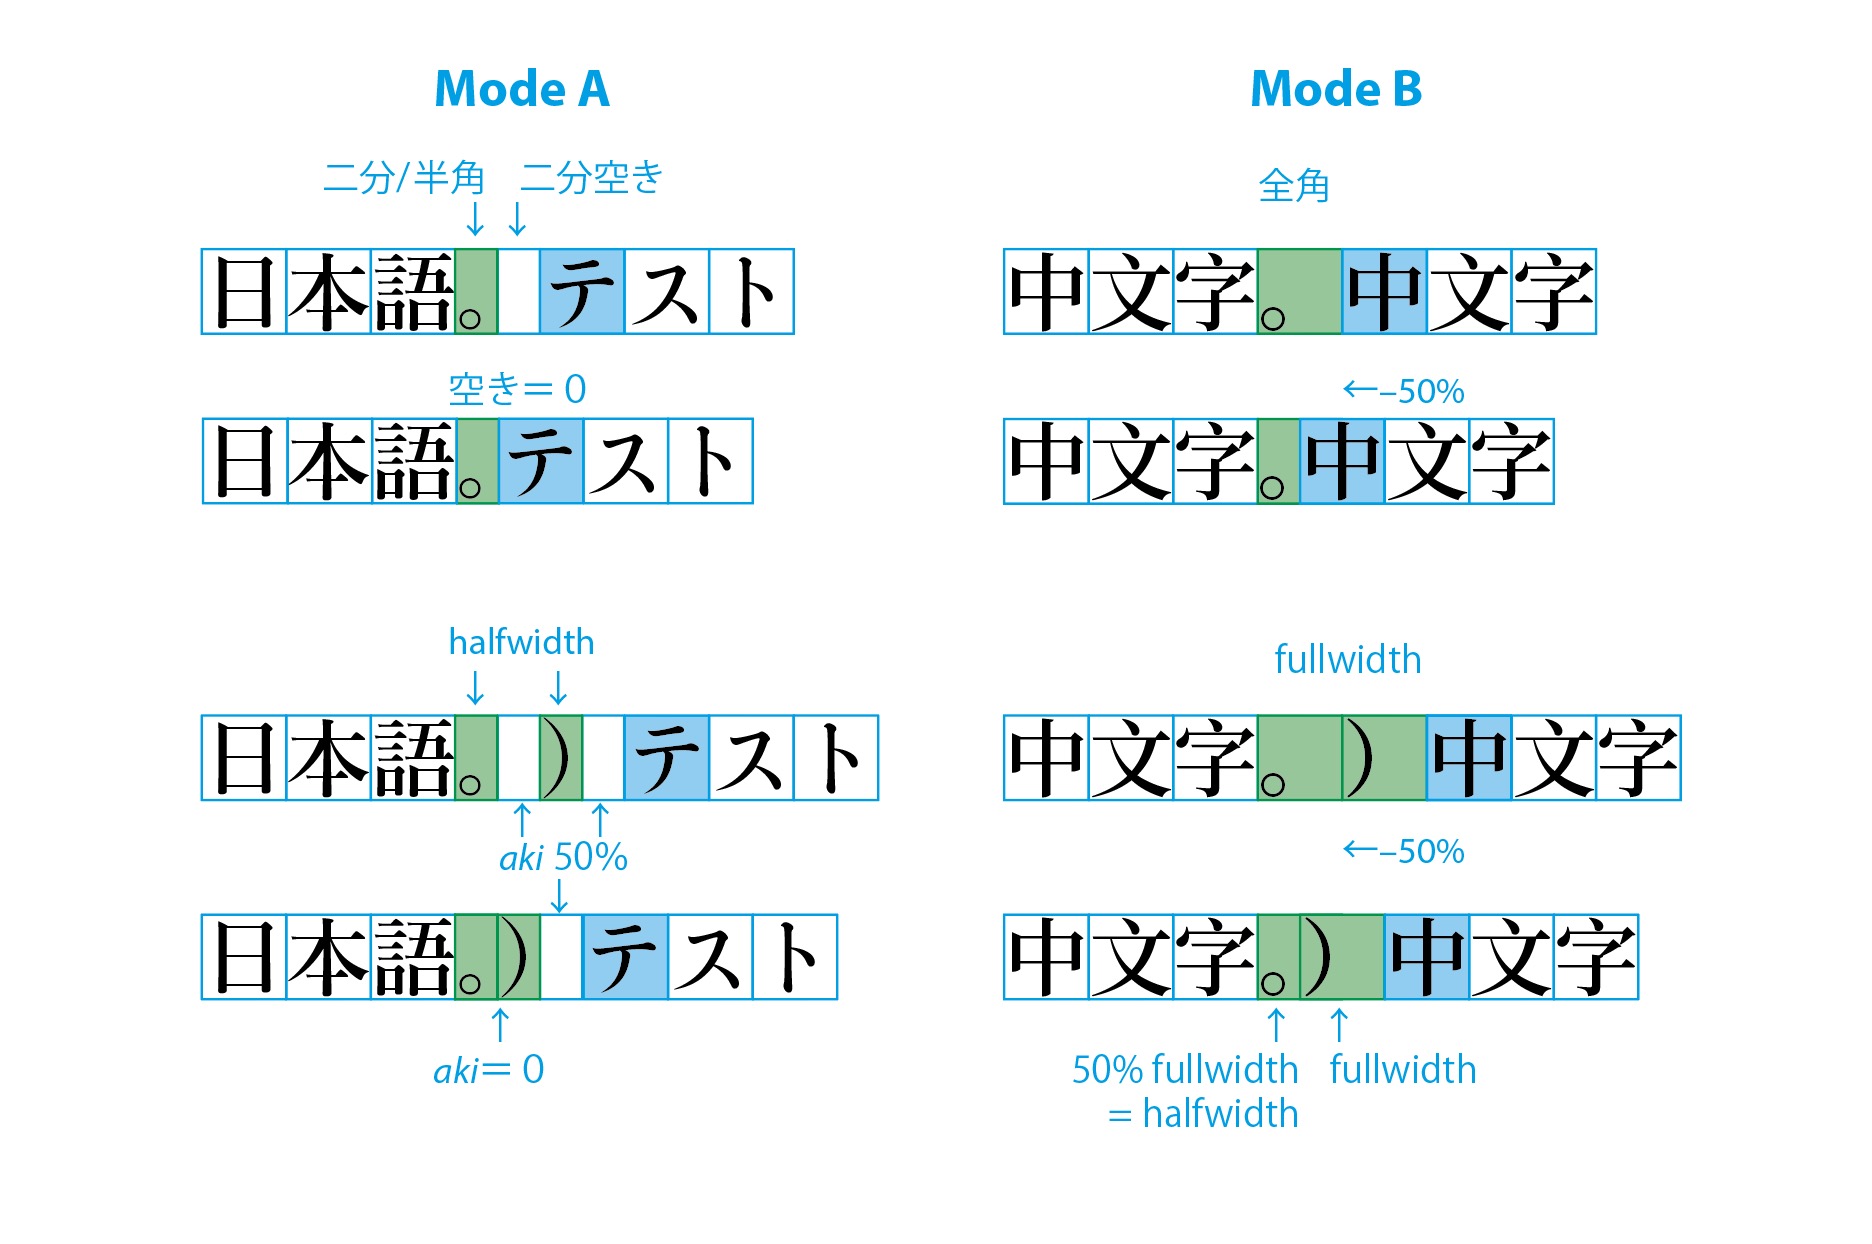 Mode A
二分/半角 二分空き
↓ ↓
日本語。テスト
空き＝ 0
日本語。テスト
halfwidth
↓ ↓
日本語。）テスト
↑ ↑
aki 50%
↓
日本語。）テスト
↑
aki＝ 0
Mode B
全角
中文字。中文字
←–50%
中文字。中文字
fullwidth
中文字。）中文字
←–50%
中文字。）中文字
↑ ↑
50% fullwidth fullwidth
= halfwidth